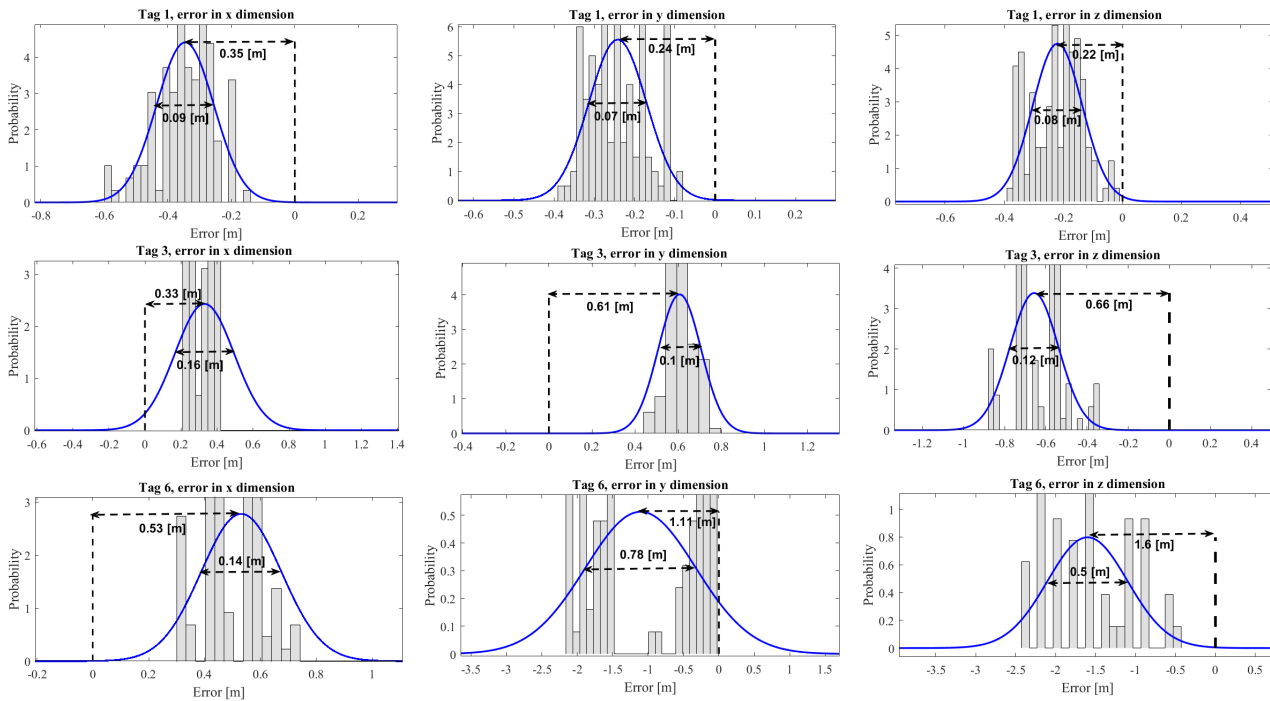 Tag 1, error in x dimension
Probability
4
3
2
1
0
0.35 [m]
0.09 [m]
-0.8 -0.6 -0.4 -0.2 0 0.2
Error [m]
Tag 1, error in y dimension
Probability
6
5
4
3
2
1
0
0.24 [m]
0.07 [m]
-0.6 -0.5 -0.4 -0.3 -0.2 -0.1 0 0.1 0.2
Error [m]
Tag 1, error in z dimension
Probability
5
4
3
2
1
0
0.22 [m]
0.08 [m]
-0.6 -0.4 -0.2 0 0.2 0.4
Error [m]
Tag 3, error in x dimension
Probability
3
2
1
0
0.33 [m]
0.16 [m]
-0.6 -0.4 -0.2 0 0.2 0.4 0.6 0.8 1 1.2 1.4
Error [m]
Tag 3, error in y dimension
Probability
4
3
2
1
0
0.61 [m]
0.1 [m]
-0.4 -0.2 0 0.2 0.4 0.6 0.8 1 1.2
Error [m]
Tag 3, error in z dimension
Probability
4
3
2
1
0
0.66 [m]
0.12 [m]
-1.2 -1 -0.8 -0.6 -0.4 -0.2 0 0.2 0.4
Error [m]
Tag 6, error in x dimension
Probability
3
2
1
0
0.53 [m]
0.14 [m]
-0.2 0 0.2 0.4 0.6 0.8 1
Error [m]
Tag 6, error in y dimension
Probability
0.5
0.4
0.3
0.2
0.1
0
1.11 [m]
0.78 [m]
-3.5 -3 -2.5 -2 -1.5 -1 -0.5 0 0.5 1 1.5
Error [m]
Tag 6, error in z dimension
Probability
1
0.8
0.6
0.4
0.2
0
1.6 [m]
0.5 [m]
-3.5 -3 -2.5 -2 -1.5 -1 -0.5 0 0.5
Error [m]